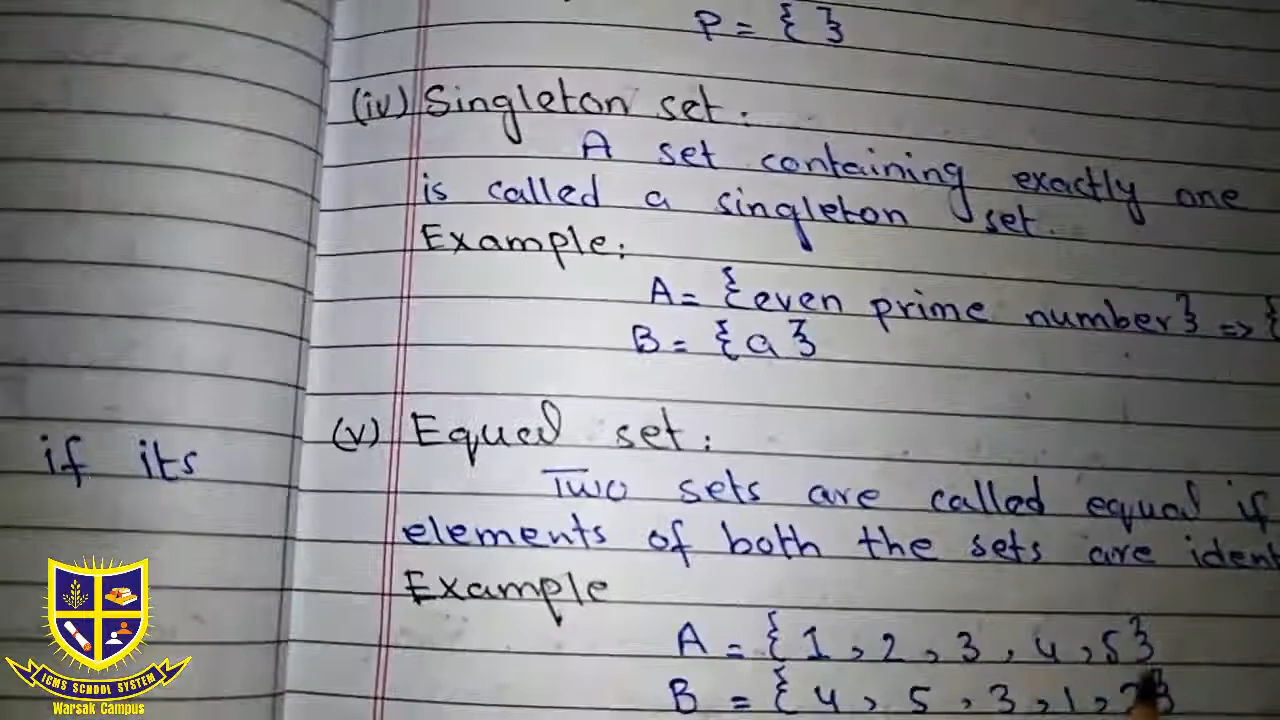 P = { }
(iv) Singleton set.
A set containing exactly one
is called a singleton set.
Example:
A = {even prime number} => {
B = {a}
(v) Equal set:
if its
Two sets are called equal if
elements of both the sets are ident
Example
A = {1, 2, 3, 4, 5}
B = {4, 5, 3, 1, 2}
ICMS SCHOOL SYSTEM
Warsak Campus